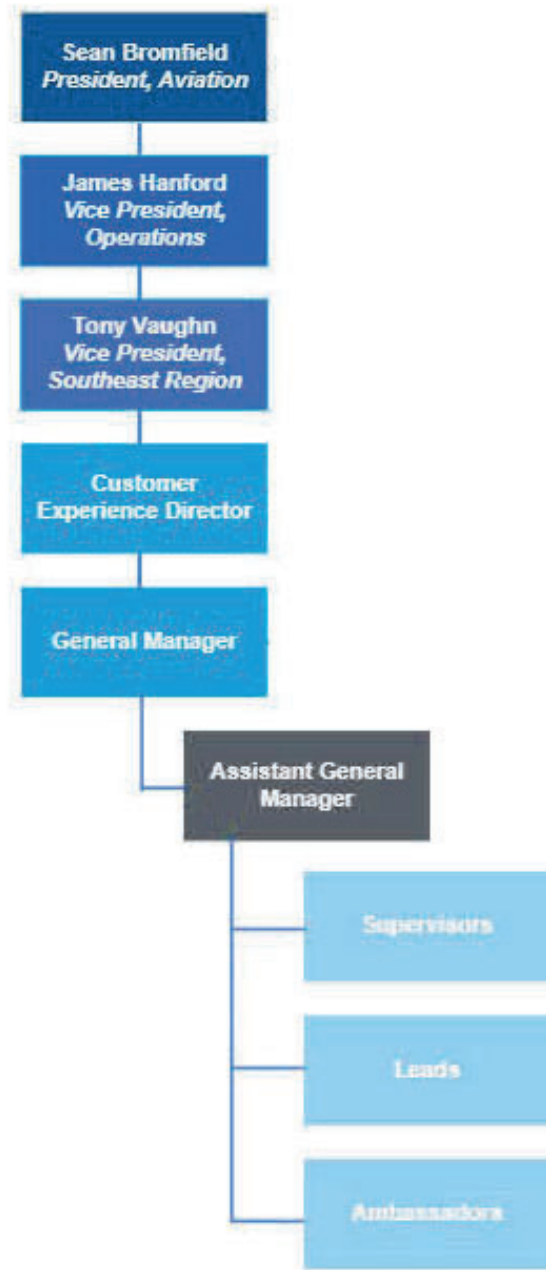 Sean Bromfield
President, Aviation
James Hanford
Vice President,
Operations
Tony Vaughn
Vice President,
Southeast Region
Customer
Experience Director
General Manager
Assistant General
Manager
Supervisors
Leads
Ambassadors